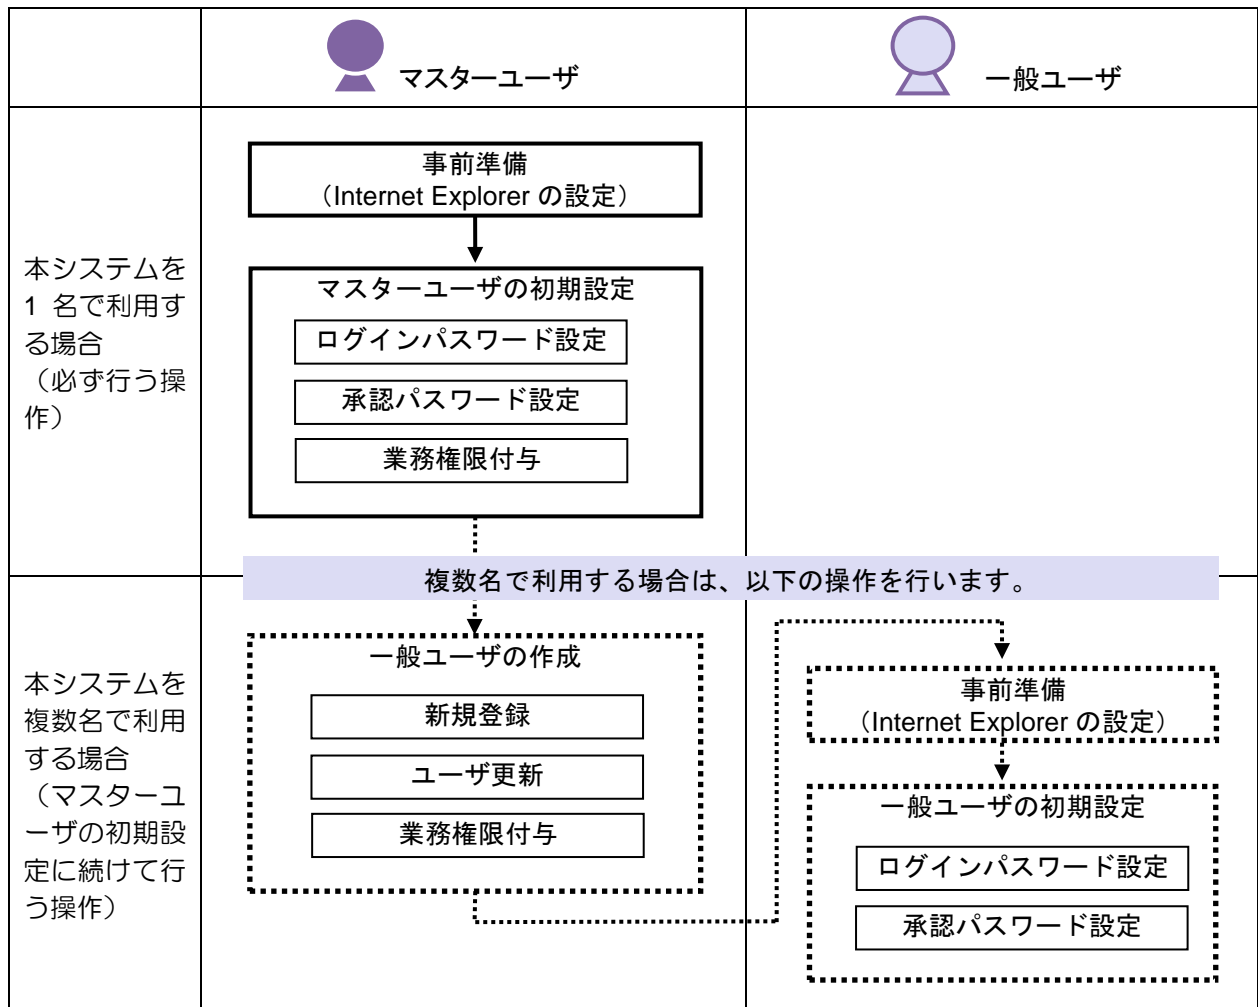 マスターユーザ
一般ユーザ
本システムを
1 名で利用す
る場合
（必ず行う操
作）
事前準備
（Internet Explorer の設定）
マスターユーザの初期設定
ログインパスワード設定
承認パスワード設定
業務権限付与
複数名で利用する場合は、以下の操作を行います。
本システムを
複数名で利用
する場合
（マスターユ
ーザの初期設
定に続けて行
う操作）
一般ユーザの作成
新規登録
ユーザ更新
業務権限付与
事前準備
（Internet Explorer の設定）
一般ユーザの初期設定
ログインパスワード設定
承認パスワード設定